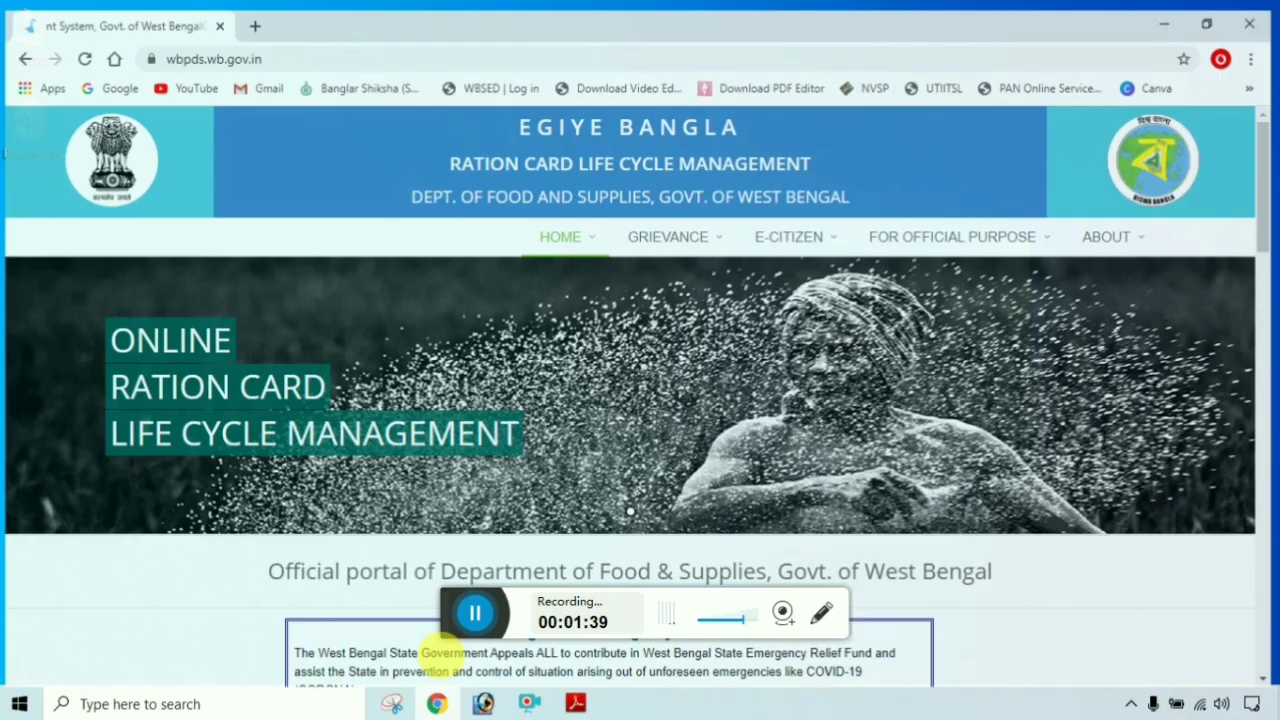 nt System, Govt. of West Bengal
wbpds.wb.gov.in
Apps Google YouTube Gmail Banglar Shiksha (S... WBSED | Log in Download Video Ed... Download PDF Editor NVSP UTIITSL PAN Online Service... Canva »
EGIYE BANGLA
RATION CARD LIFE CYCLE MANAGEMENT
DEPT. OF FOOD AND SUPPLIES, GOVT. OF WEST BENGAL
सत्यमेव जयते
বিশ্ব বাংলা
ব
BISWA BANGLA
HOME GRIEVANCE E-CITIZEN FOR OFFICIAL PURPOSE ABOUT
ONLINE
RATION CARD
LIFE CYCLE MANAGEMENT
Official portal of Department of Food & Supplies, Govt. of West Bengal
Recording...
00:01:39
The West Bengal State Government Appeals ALL to contribute in West Bengal State Emergency Relief Fund and
assist the State in prevention and control of situation arising out of unforeseen emergencies like COVID-19
Type here to search